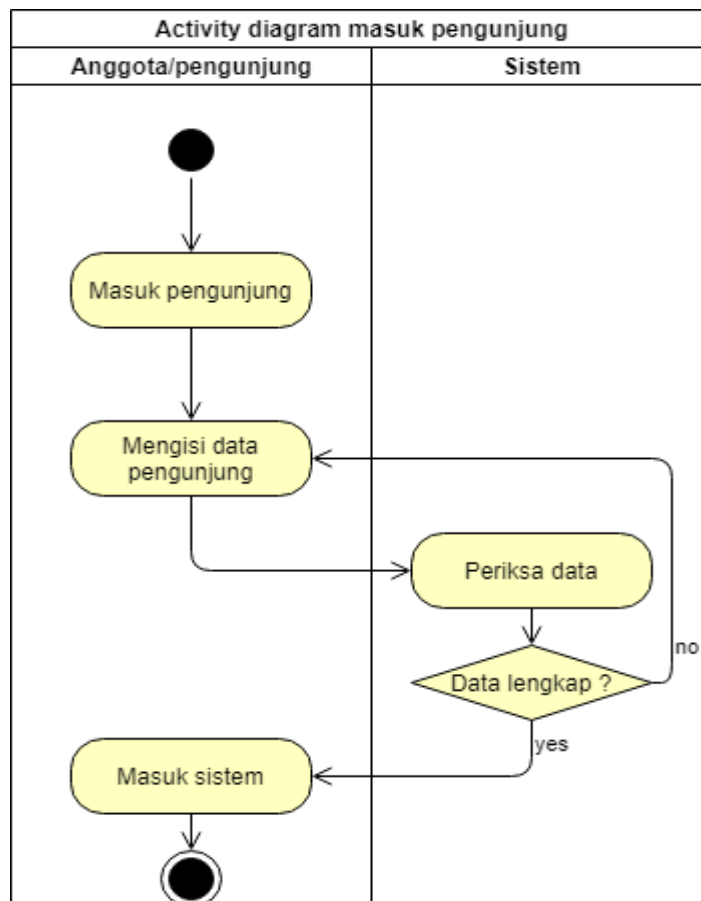 Activity diagram masuk pengunjung
Anggota/pengunjung
Sistem
Masuk pengunjung
Mengisi data
pengunjung
Periksa data
Data lengkap ?
no
yes
Masuk sistem